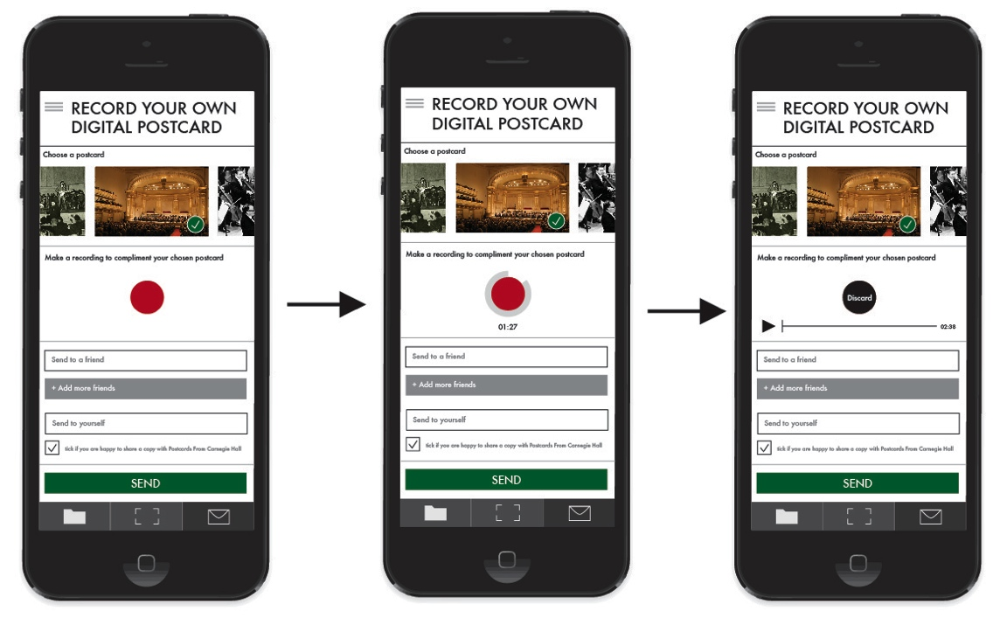 RECORD YOUR OWN
DIGITAL POSTCARD
Choose a postcard
Make a recording to compliment your chosen postcard
Send to a friend
+ Add more friends
Send to yourself
tick if you are happy to share a copy with Postcards From Carnegie Hall
SEND
RECORD YOUR OWN
DIGITAL POSTCARD
Choose a postcard
Make a recording to compliment your chosen postcard
01:27
Send to a friend
+ Add more friends
Send to yourself
tick if you are happy to share a copy with Postcards From Carnegie Hall
SEND
RECORD YOUR OWN
DIGITAL POSTCARD
Choose a postcard
Make a recording to compliment your chosen postcard
Discard
02:38
Send to a friend
+ Add more friends
Send to yourself
tick if you are happy to share a copy with Postcards From Carnegie Hall
SEND